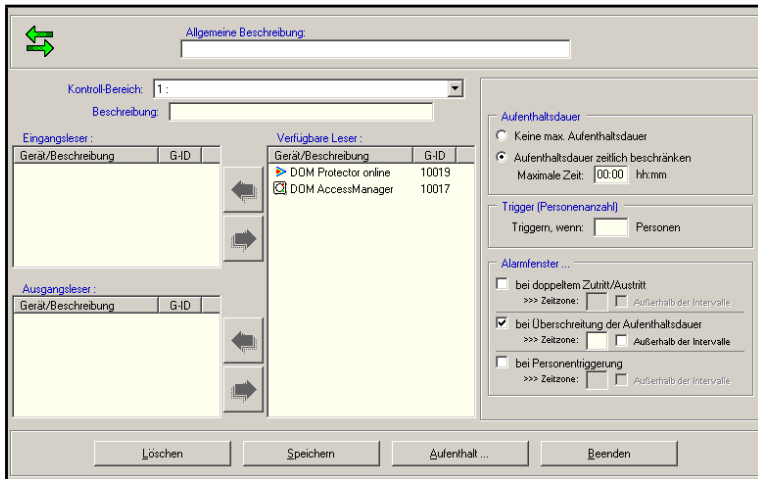 Allgemeine Beschreibung:
Kontroll-Bereich: 1 :
Beschreibung:
Eingangsleser :
Gerät/Beschreibung G-ID
Ausgangsleser :
Gerät/Beschreibung G-ID
Verfügbare Leser :
Gerät/Beschreibung G-ID
DOM Protector online 10019
DOM AccessManager 10017
Aufenthaltsdauer
Keine max. Aufenthaltsdauer
Aufenthaltsdauer zeitlich beschränken
Maximale Zeit: 00:00 hh:mm
Trigger (Personenanzahl)
Triggern, wenn: Personen
Alarmfenster ...
bei doppeltem Zutritt/Austritt
>>> Zeitzone: Außerhalb der Intervalle
bei Überschreitung der Aufenthaltsdauer
>>> Zeitzone: Außerhalb der Intervalle
bei Personentriggerung
>>> Zeitzone: Außerhalb der Intervalle
Löschen
Speichern
Aufenthalt ...
Beenden